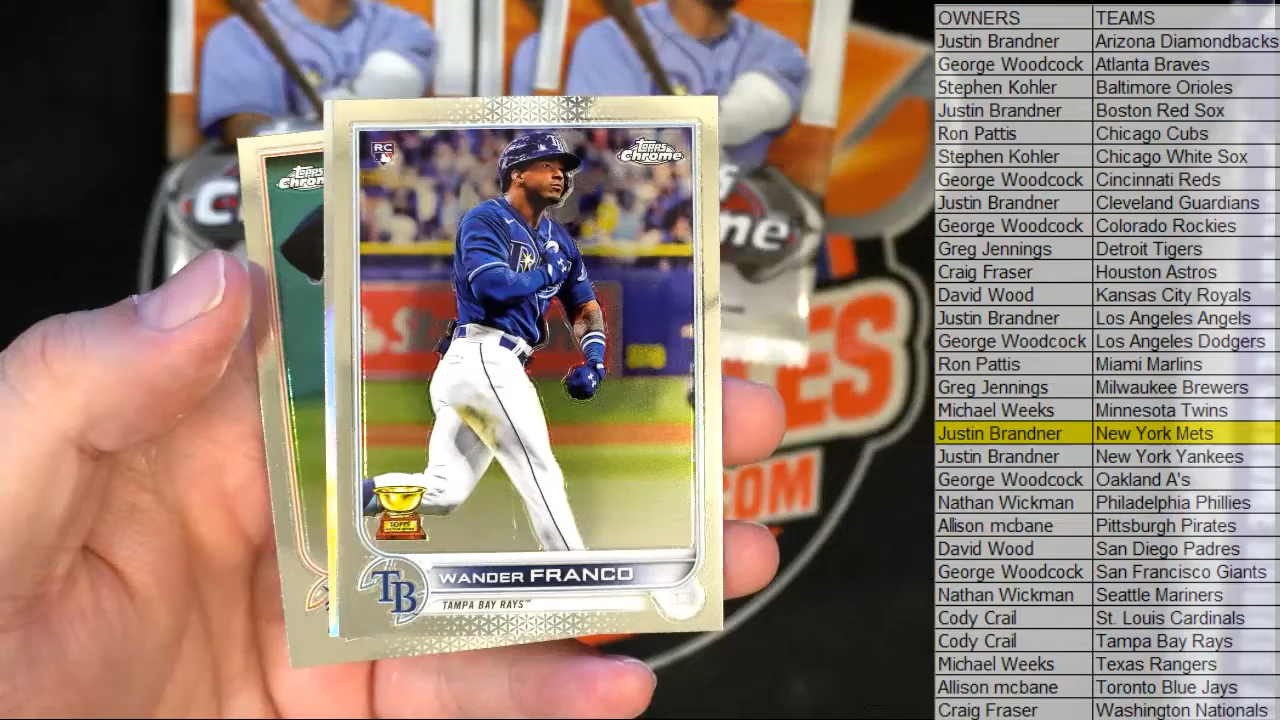 RC
Topps
Chrome
Topps
Chrome
TB
WANDER FRANCO
TAMPA BAY RAYS™
TOPPS
.COM
OWNERS TEAMS
Justin Brandner Arizona Diamondbacks
George Woodcock Atlanta Braves
Stephen Kohler Baltimore Orioles
Justin Brandner Boston Red Sox
Ron Pattis Chicago Cubs
Stephen Kohler Chicago White Sox
George Woodcock Cincinnati Reds
Justin Brandner Cleveland Guardians
George Woodcock Colorado Rockies
Greg Jennings Detroit Tigers
Craig Fraser Houston Astros
David Wood Kansas City Royals
Justin Brandner Los Angeles Angels
George Woodcock Los Angeles Dodgers
Ron Pattis Miami Marlins
Greg Jennings Milwaukee Brewers
Michael Weeks Minnesota Twins
Justin Brandner New York Mets
Justin Brandner New York Yankees
George Woodcock Oakland A's
Nathan Wickman Philadelphia Phillies
Allison mcbane Pittsburgh Pirates
David Wood San Diego Padres
George Woodcock San Francisco Giants
Nathan Wickman Seattle Mariners
Cody Crail St. Louis Cardinals
Cody Crail Tampa Bay Rays
Michael Weeks Texas Rangers
Allison mcbane Toronto Blue Jays
Craig Fraser Washington Nationals